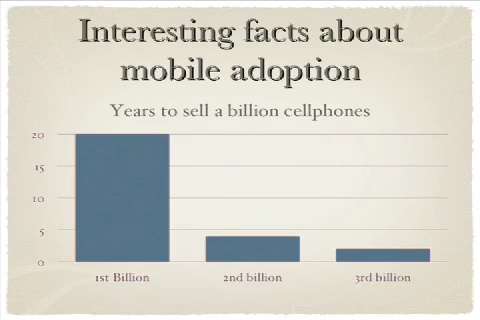 Interesting facts about
mobile adoption
Years to sell a billion cellphones
20
15
10
5
0
1st Billion
2nd billion
3rd billion